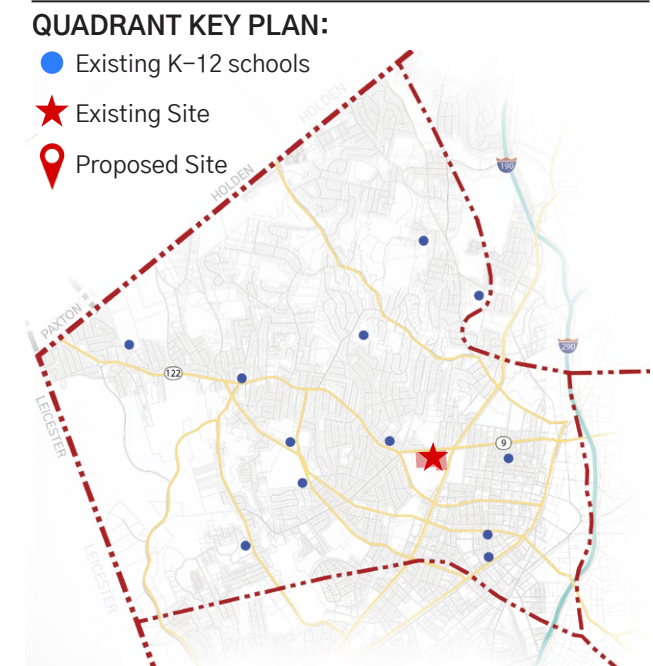 QUADRANT KEY PLAN:
Existing K-12 schools
Existing Site
Proposed Site
HOLDEN
HOLDEN
190
PAXTON
290
122
LEICESTER
9
LEICESTER